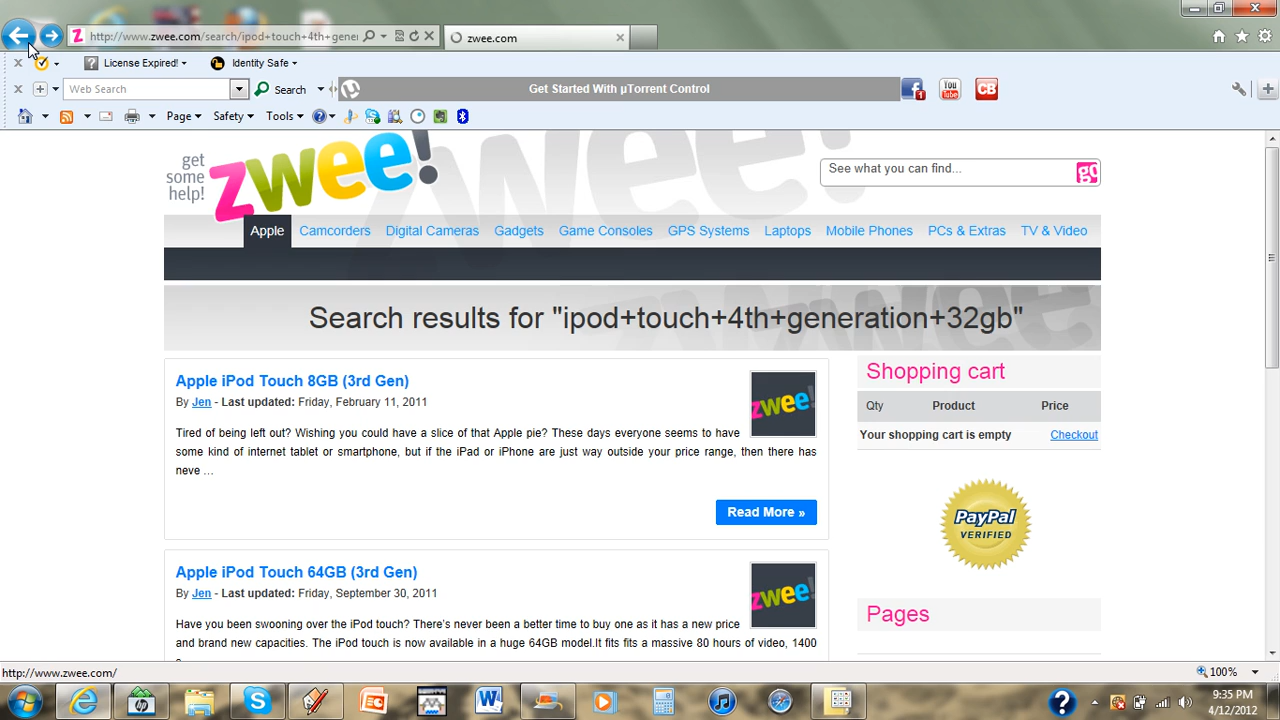 http://www.zwee.com/search/ipod+touch+4th+gener
zwee.com
License Expired!
Identity Safe
Web Search
Search
Get Started With µTorrent Control
1
You Tube
CB
Page
Safety
Tools
get some help!
zwee!
See what you can find...
go
Apple
Camcorders
Digital Cameras
Gadgets
Game Consoles
GPS Systems
Laptops
Mobile Phones
PCs & Extras
TV & Video
Search results for "ipod+touch+4th+generation+32gb"
Apple iPod Touch 8GB (3rd Gen)
By Jen - Last updated: Friday, February 11, 2011
zwee!
Tired of being left out? Wishing you could have a slice of that Apple pie? These days everyone seems to have
some kind of internet tablet or smartphone, but if the iPad or iPhone are just way outside your price range, then there has
neve ...
Read More »
Apple iPod Touch 64GB (3rd Gen)
By Jen - Last updated: Friday, September 30, 2011
zwee!
Have you been swooning over the iPod touch? There's never been a better time to buy one as it has a new price
and brand new capacities. The iPod touch is now available in a huge 64GB model.It fits fits a massive 80 hours of video, 1400
Shopping cart
Qty Product Price
Your shopping cart is empty Checkout
PayPal
VERIFIED
Pages
http://www.zwee.com/
100%
9:35 PM
4/12/2012